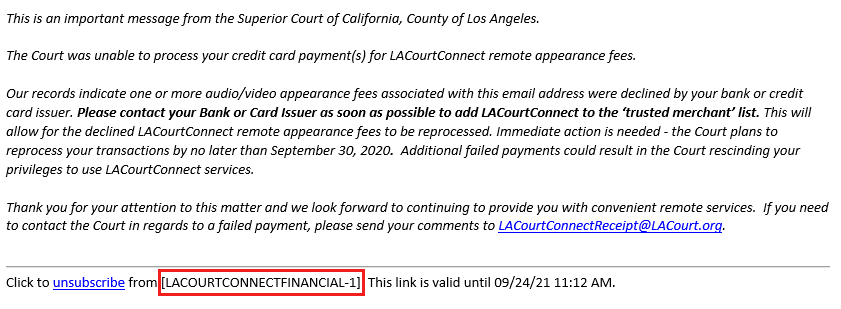 This is an important message from the Superior Court of California, County of Los Angeles.
The Court was unable to process your credit card payment(s) for LACourtConnect remote appearance fees.
Our records indicate one or more audio/video appearance fees associated with this email address were declined by your bank or credit
card issuer. Please contact your Bank or Card Issuer as soon as possible to add LACourtConnect to the ‘trusted merchant’ list. This will
allow for the declined LACourtConnect remote appearance fees to be reprocessed. Immediate action is needed - the Court plans to
reprocess your transactions by no later than September 30, 2020.  Additional failed payments could result in the Court rescinding your
privileges to use LACourtConnect services.
Thank you for your attention to this matter and we look forward to continuing to provide you with convenient remote services.  If you need
to contact the Court in regards to a failed payment, please send your comments to LACourtConnectReceipt@LACourt.org.
Click to unsubscribe from [LACOURTCONNECTFINANCIAL-1] This link is valid until 09/24/21 11:12 AM.